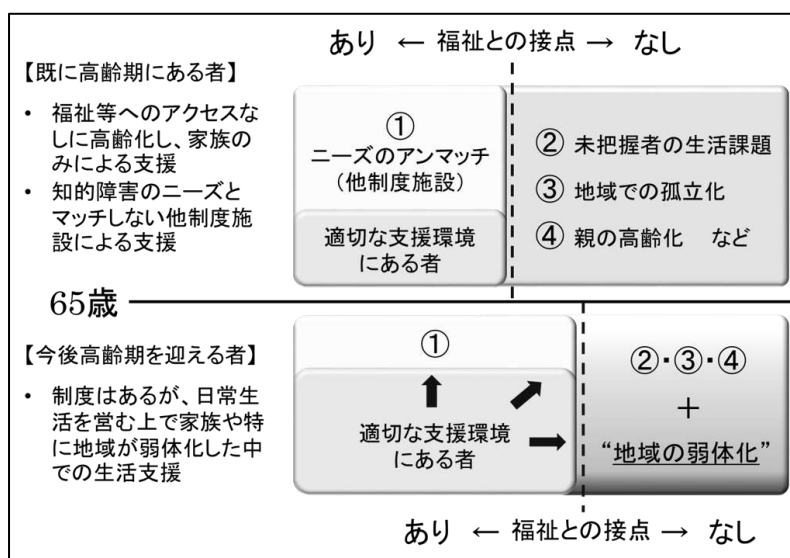 あり ← 福祉との接点 → なし
【既に高齢期にある者】
• 福祉等へのアクセスな
しに高齢化し、家族の
みによる支援
• 知的障害のニーズと
マッチしない他制度施
設による支援
①
ニーズのアンマッチ
（他制度施設）
適切な支援環境
にある者
② 未把握者の生活課題
③ 地域での孤立化
④ 親の高齢化 など
65歳
【今後高齢期を迎える者】
• 制度はあるが、日常生
活を営む上で家族や特
に地域が弱体化した中
での生活支援
①
適切な支援環境
にある者
②・③・④
＋
“地域の弱体化”
あり ← 福祉との接点 → なし